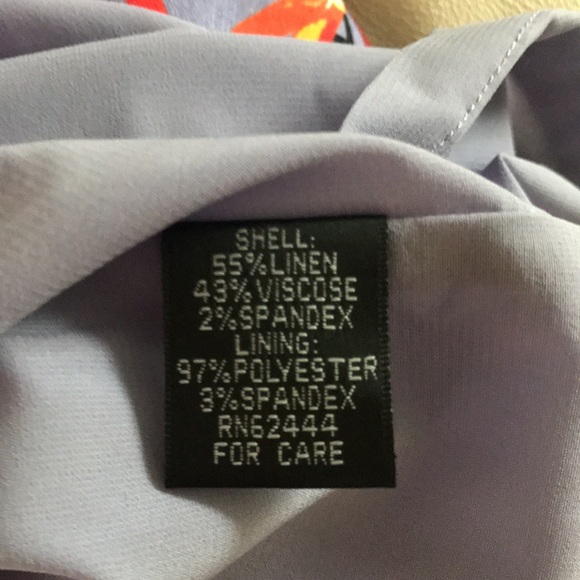 SHELL:
55%LINEN
43%VISCOSE
2%SPANDEX
LINING:
97%POLYESTER
3%SPANDEX
RN62444
FOR CARE